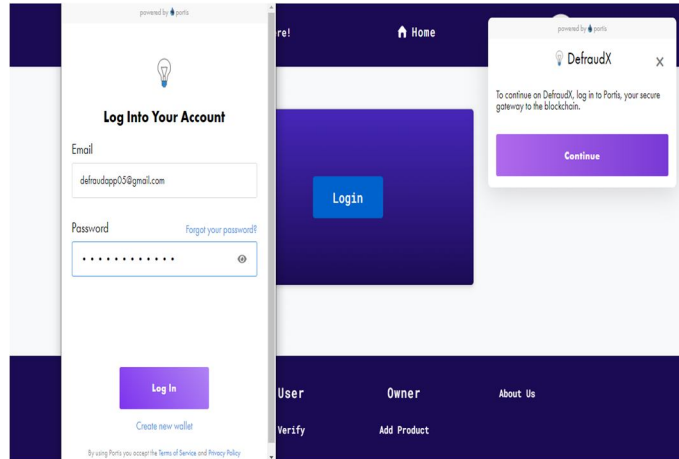 powered by portis
Log Into Your Account
Email
defraudapp05@gmail.com
Password
Forgot your password?
Log In
Create new wallet
By using Portis you accept the Terms of Service and Privacy Policy
re!
Home
Login
powered by portis
DefraudX
X
To continue on DefraudX, log in to Portis, your secure
gateway to the blockchain.
Continue
User
Owner
About Us
Verify
Add Product